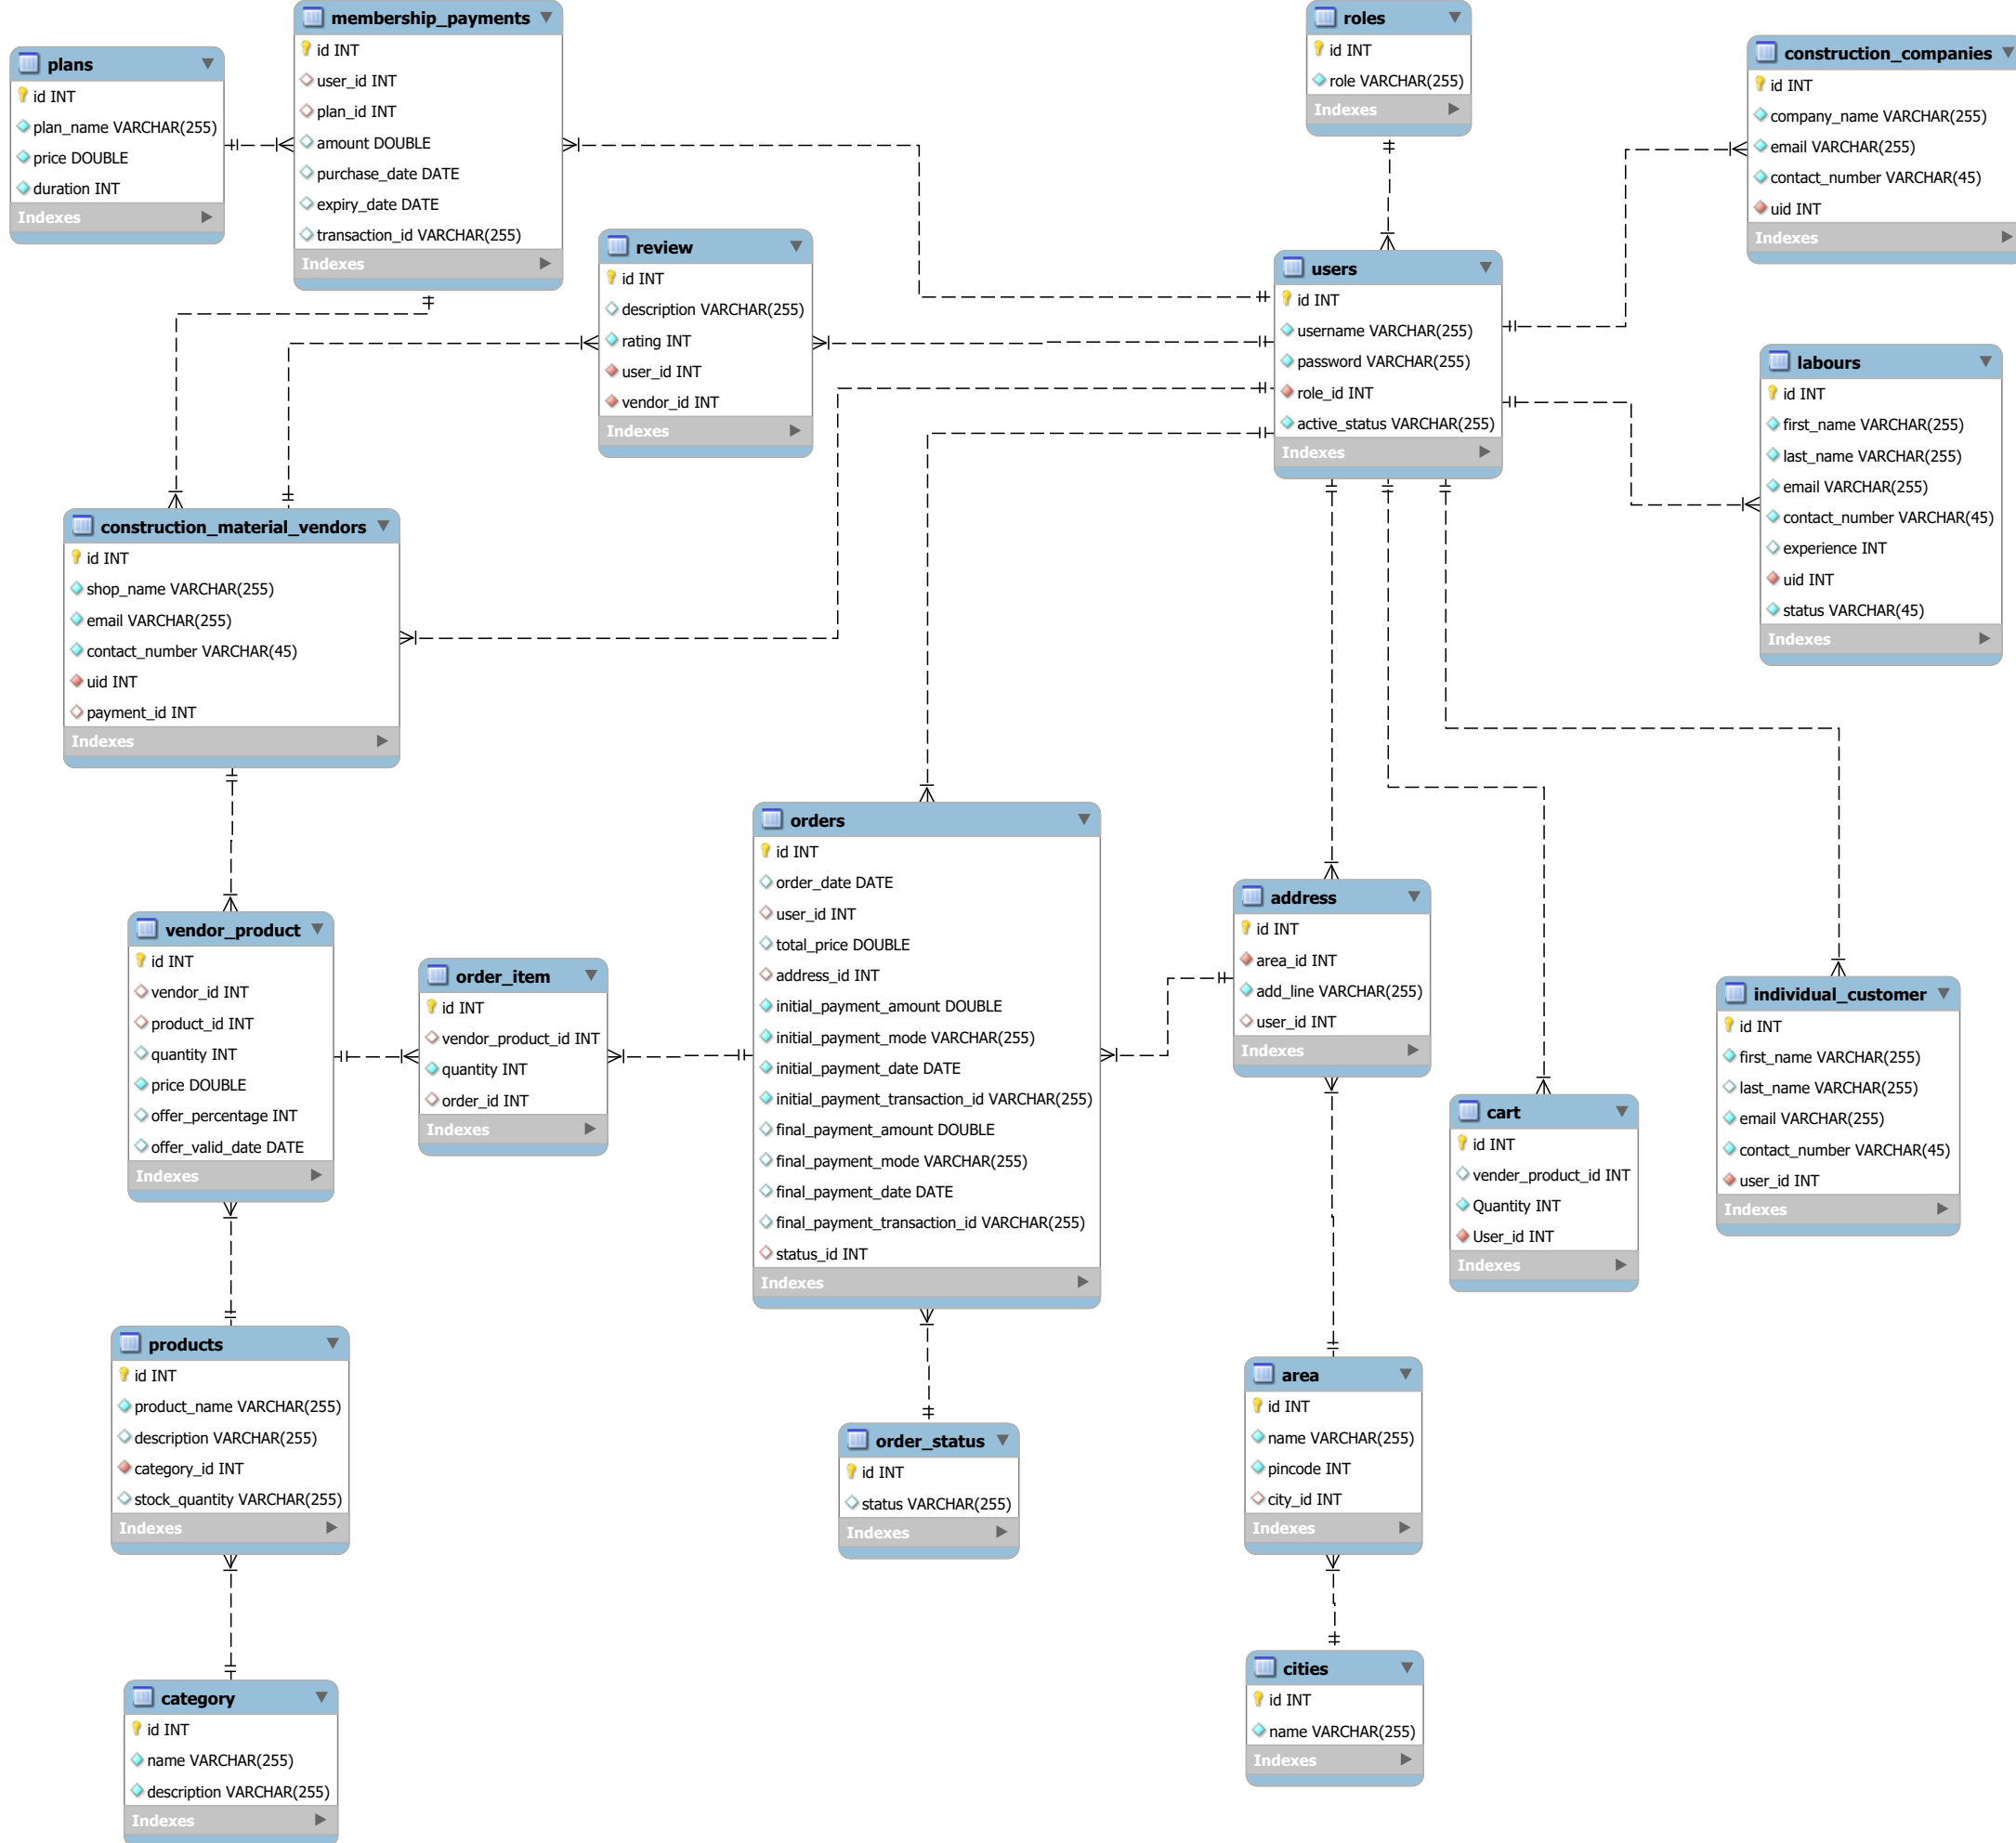 membership_payments
id INT
user_id INT
plan_id INT
amount DOUBLE
purchase_date DATE
expiry_date DATE
transaction_id VARCHAR(255)
Indexes
roles
id INT
role VARCHAR(255)
Indexes
construction_companies
id INT
company_name VARCHAR(255)
email VARCHAR(255)
contact_number VARCHAR(45)
uid INT
Indexes
plans
id INT
plan_name VARCHAR(255)
price DOUBLE
duration INT
Indexes
review
id INT
description VARCHAR(255)
rating INT
user_id INT
vendor_id INT
Indexes
users
id INT
username VARCHAR(255)
password VARCHAR(255)
role_id INT
active_status VARCHAR(255)
Indexes
labours
id INT
first_name VARCHAR(255)
last_name VARCHAR(255)
email VARCHAR(255)
contact_number VARCHAR(45)
experience INT
uid INT
status VARCHAR(45)
Indexes
construction_material_vendors
id INT
shop_name VARCHAR(255)
email VARCHAR(255)
contact_number VARCHAR(45)
uid INT
payment_id INT
Indexes
orders
id INT
order_date DATE
user_id INT
total_price DOUBLE
address_id INT
initial_payment_amount DOUBLE
initial_payment_mode VARCHAR(255)
initial_payment_date DATE
initial_payment_transaction_id VARCHAR(255)
final_payment_amount DOUBLE
final_payment_mode VARCHAR(255)
final_payment_date DATE
final_payment_transaction_id VARCHAR(255)
status_id INT
Indexes
address
id INT
area_id INT
add_line VARCHAR(255)
user_id INT
Indexes
vendor_product
id INT
vendor_id INT
product_id INT
quantity INT
price DOUBLE
offer_percentage INT
offer_valid_date DATE
Indexes
order_item
id INT
vendor_product_id INT
quantity INT
order_id INT
Indexes
individual_customer
id INT
first_name VARCHAR(255)
last_name VARCHAR(255)
email VARCHAR(255)
contact_number VARCHAR(45)
user_id INT
Indexes
cart
id INT
vender_product_id INT
Quantity INT
User_id INT
Indexes
products
id INT
product_name VARCHAR(255)
description VARCHAR(255)
category_id INT
stock_quantity VARCHAR(255)
Indexes
order_status
id INT
status VARCHAR(255)
Indexes
area
id INT
name VARCHAR(255)
pincode INT
city_id INT
Indexes
cities
id INT
name VARCHAR(255)
Indexes
category
id INT
name VARCHAR(255)
description VARCHAR(255)
Indexes